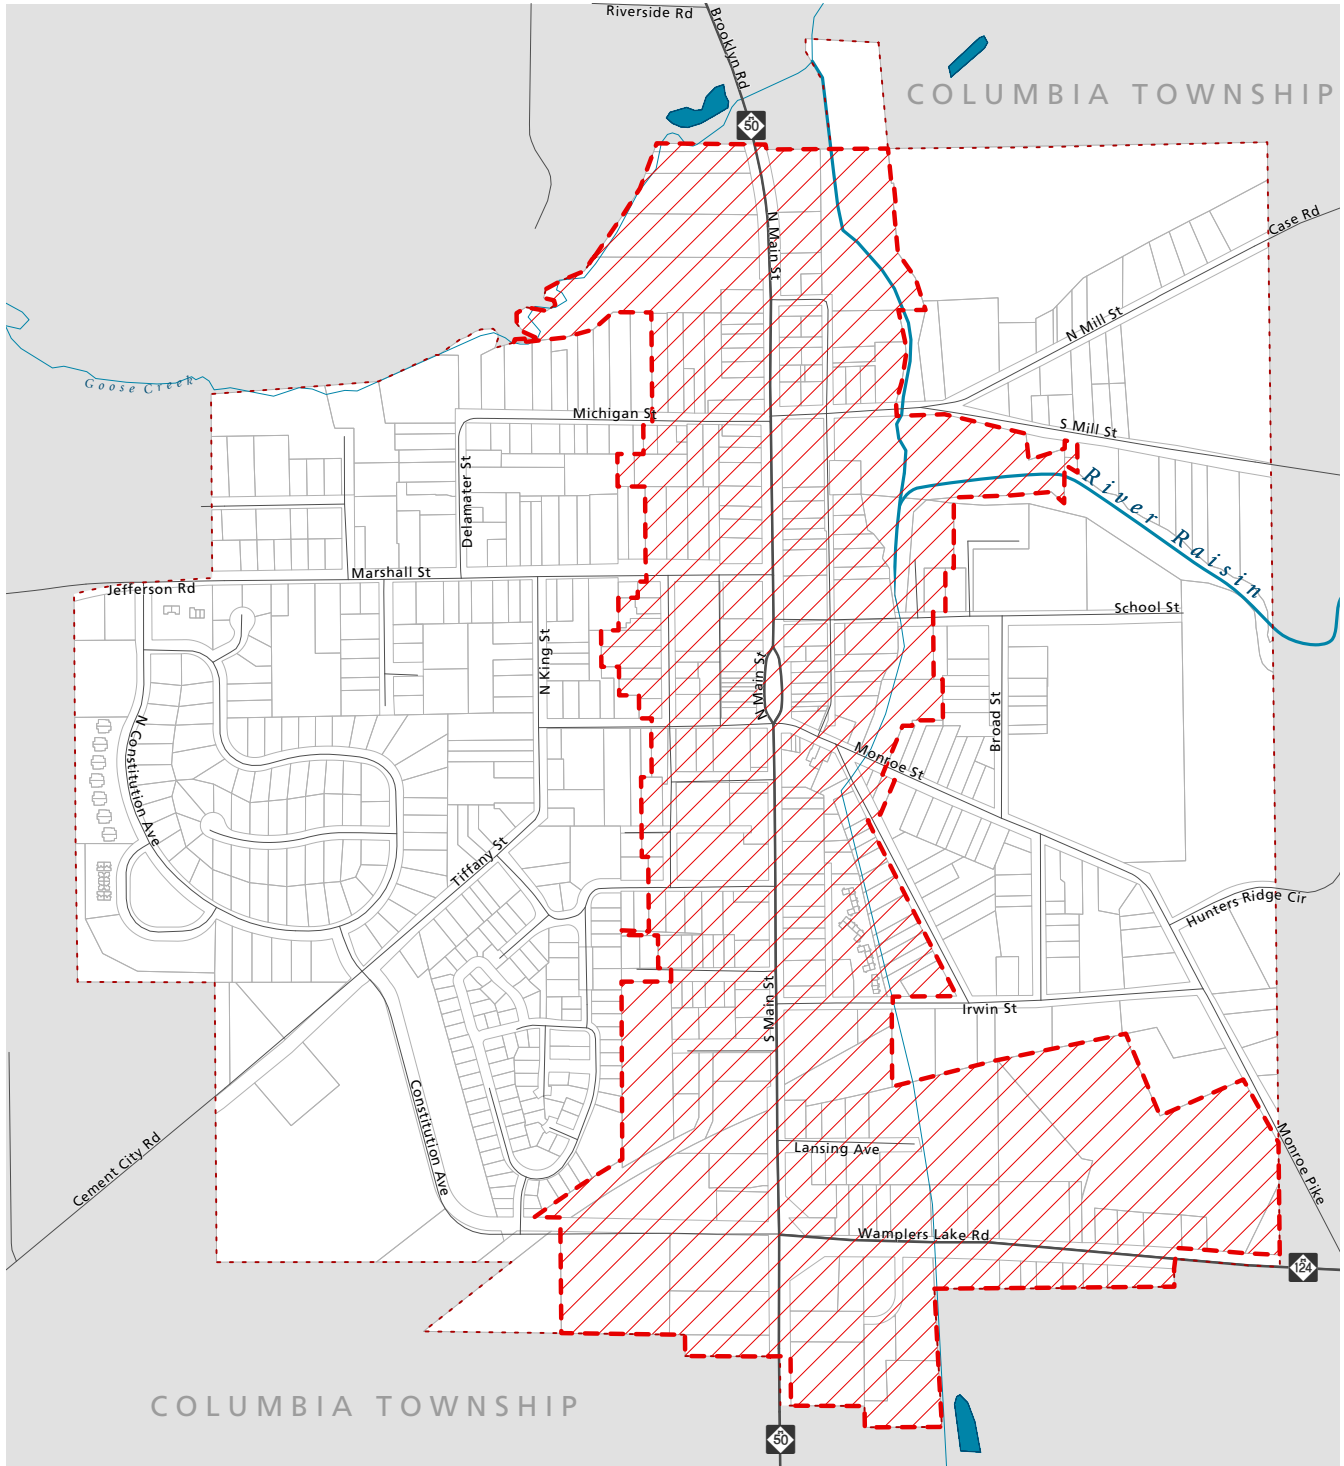 Riverside Rd
Brooklyn Rd
COLUMBIA TOWNSHIP
M
50
Case Rd
N Main St
N Mill St
Goose Creek
Michigan St
S Mill St
Delamater St
River Raisin
Marshall St
Jefferson Rd
School St
N King St
N Main St
Broad St
N Constitution Ave
Monroe St
Tiffany St
Hunters Ridge Cir
S Main St
Irwin St
Constitution Ave
Lansing Ave
Monroe Pike
Cement City Rd
Wamplers Lake Rd
M
124
COLUMBIA TOWNSHIP
M
50